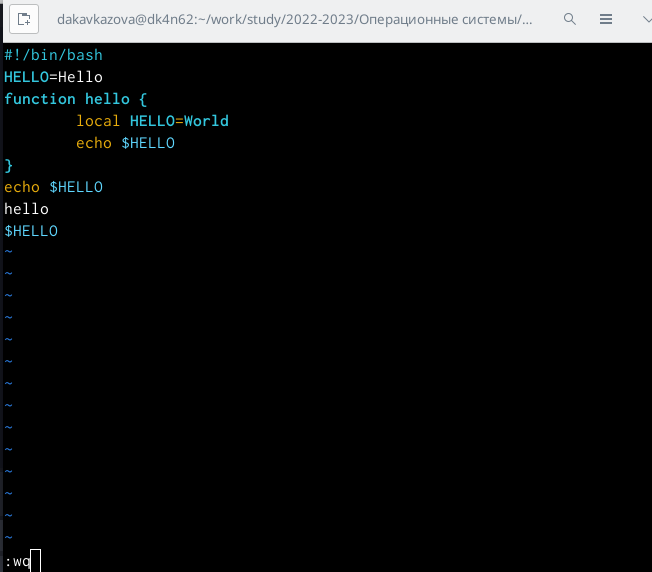 dakavkazova@dk4n62:~/work/study/2022-2023/Операционные системы/...
#!/bin/bash
HELLO=Hello
function hello {
        local HELLO=World
        echo $HELLO
}
echo $HELLO
hello
$HELLO
~
~
~
~
~
~
~
~
~
~
~
~
~
~
:wq